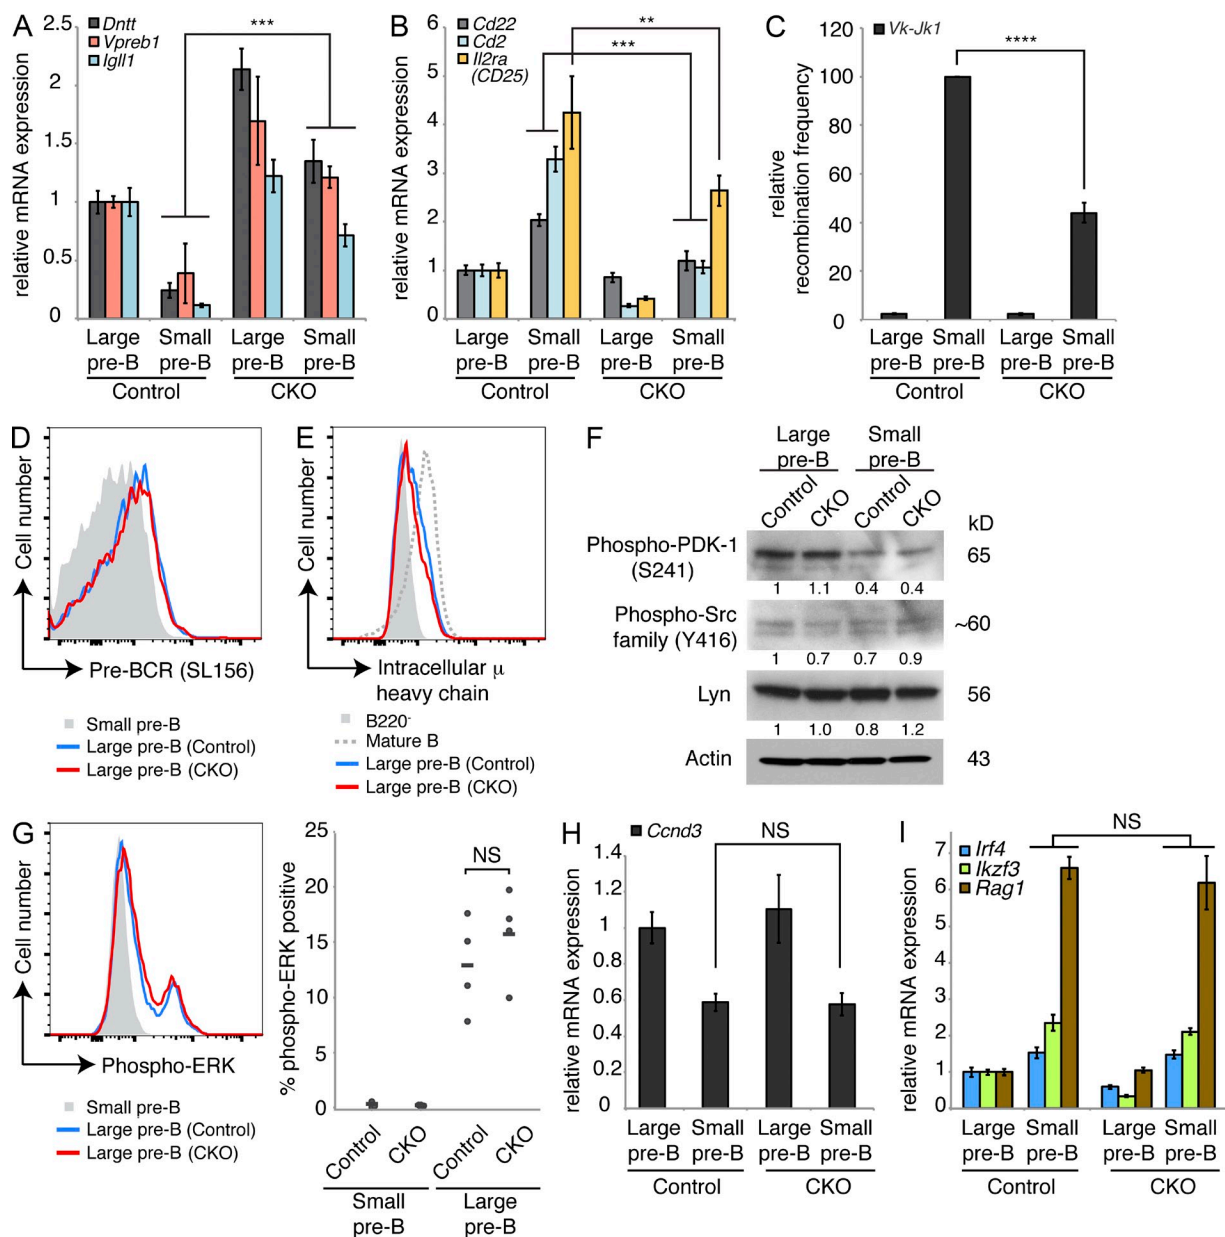 A
2.5
2
1.5
1
0.5
0
relative mRNA expression
Dntt
Vpreb1
Igll1
***
Large pre-B
Small pre-B
Large pre-B
Small pre-B
Control
CKO
B
6
5
4
3
2
1
0
relative mRNA expression
Cd22
Cd2
Il2ra
(CD25)
**
***
Large pre-B
Small pre-B
Large pre-B
Small pre-B
Control
CKO
C
120
100
80
60
40
20
0
relative
recombination frequency
Vk-Jk1
****
Large pre-B
Small pre-B
Large pre-B
Small pre-B
Control
CKO
D
Cell number
Pre-BCR (SL156)
Small pre-B
Large pre-B (Control)
Large pre-B (CKO)
E
Cell number
Intracellular μ
heavy chain
B220-
Mature B
Large pre-B (Control)
Large pre-B (CKO)
F
Large pre-B
Small pre-B
Control
CKO
Control
CKO
kD
Phospho-PDK-1
(S241)
65
1 1.1 0.4 0.4
Phospho-Src
family (Y416)
~60
1 0.7 0.7 0.9
Lyn
56
1 1.0 0.8 1.2
Actin
43
G
Cell number
Phospho-ERK
Small pre-B
Large pre-B (Control)
Large pre-B (CKO)
% phospho-ERK positive
25
20
15
10
5
0
NS
Control
CKO
Control
CKO
Small pre-B
Large pre-B
H
Ccnd3
NS
1.4
1.2
1
0.8
0.6
0.4
0.2
0
relative mRNA expression
Large pre-B
Small pre-B
Large pre-B
Small pre-B
Control
CKO
I
Irf4
Ikzf3
Rag1
NS
7
6
5
4
3
2
1
0
relative mRNA expression
Large pre-B
Small pre-B
Large pre-B
Small pre-B
Control
CKO